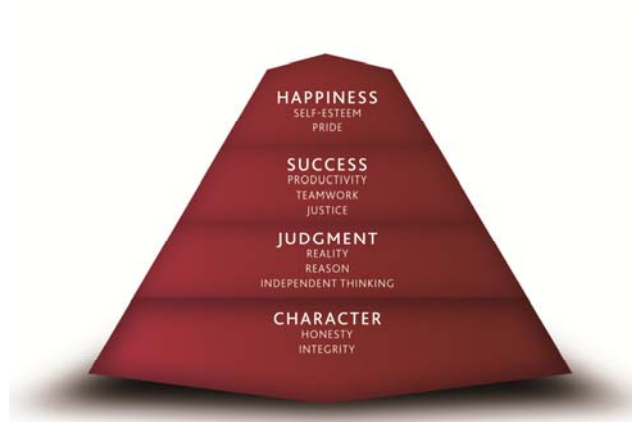 HAPPINESS
SELF-ESTEEM
PRIDE
SUCCESS
PRODUCTIVITY
TEAMWORK
JUSTICE
JUDGMENT
REALITY
REASON
INDEPENDENT THINKING
CHARACTER
HONESTY
INTEGRITY